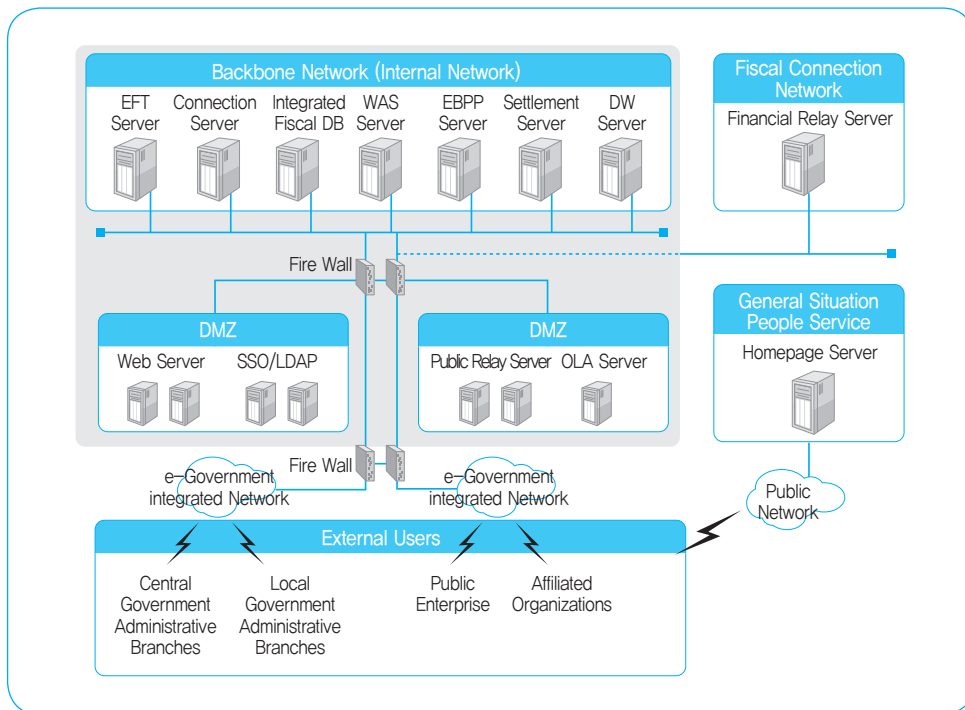 Backbone Network (Internal Network)
EFT
Server
Connection
Server
Integrated
Fiscal DB
WAS
Server
EBPP
Server
Settlement
Server
DW
Server
Fiscal Connection
Network
Financial Relay Server
Fire Wall
DMZ
Web Server
SSO/LDAP
DMZ
Public Relay Server
OLA Server
General Situation
People Service
Homepage Server
Fire Wall
e-Government
integrated Network
e-Government
integrated Network
Public
Network
External Users
Central
Government
Administrative
Branches
Local
Government
Administrative
Branches
Public
Enterprise
Affiliated
Organizations